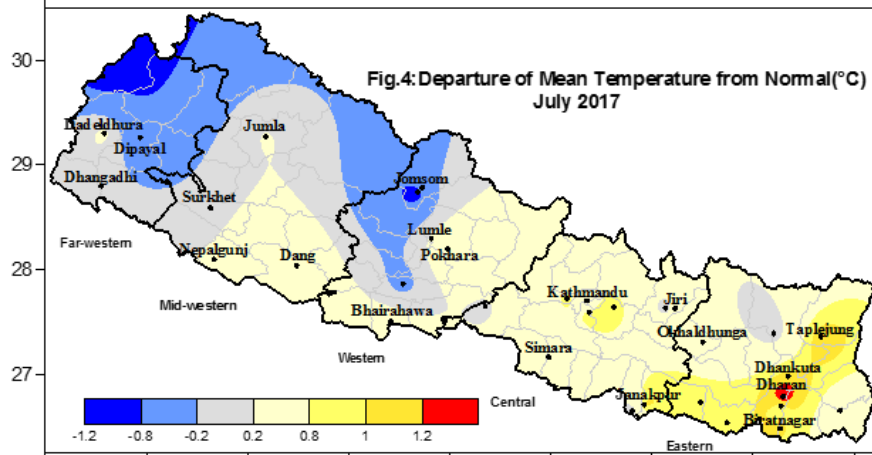 30
Fig.4:Departure of Mean Temperature from Normal(°C)
July 2017
Dadeldhura
Jumla
Dipayal
29
Dhangadhi
Jomsom
Surkhet
Far-western
Lumle
Nepalgunj
Dang
Pokhara
28
Mid-western
Kathmandu
Jiri
Bhairahawa
Okhaldhunga
Taplejung
Western
Simara
27
Dhankuta
Dharan
Janakpur
Central
Biratnagar
-1.2 -0.8 -0.2 0.2 0.8 1 1.2
Eastern